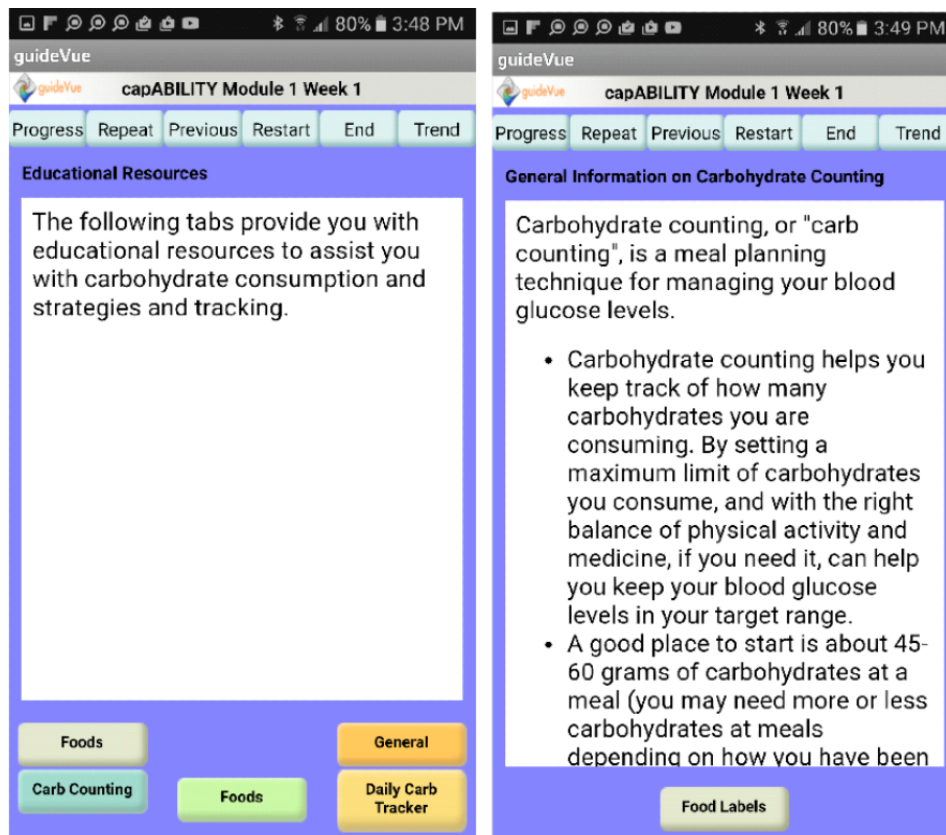 80% 3:48 PM
guideVue
guideVue capABILITY Module 1 Week 1
Progress Repeat Previous Restart End Trend
Educational Resources
The following tabs provide you with
educational resources to assist you
with carbohydrate consumption and
strategies and tracking.
Foods General
Carb Counting Foods Daily Carb
Tracker
80% 3:49 PM
guideVue
guideVue capABILITY Module 1 Week 1
Progress Repeat Previous Restart End Trend
General Information on Carbohydrate Counting
Carbohydrate counting, or "carb
counting", is a meal planning
technique for managing your blood
glucose levels.
• Carbohydrate counting helps you
keep track of how many
carbohydrates you are
consuming. By setting a
maximum limit of carbohydrates
you consume, and with the right
balance of physical activity and
medicine, if you need it, can help
you keep your blood glucose
levels in your target range.
• A good place to start is about 45-
60 grams of carbohydrates at a
meal (you may need more or less
carbohydrates at meals
depending on how you have been
Food Labels